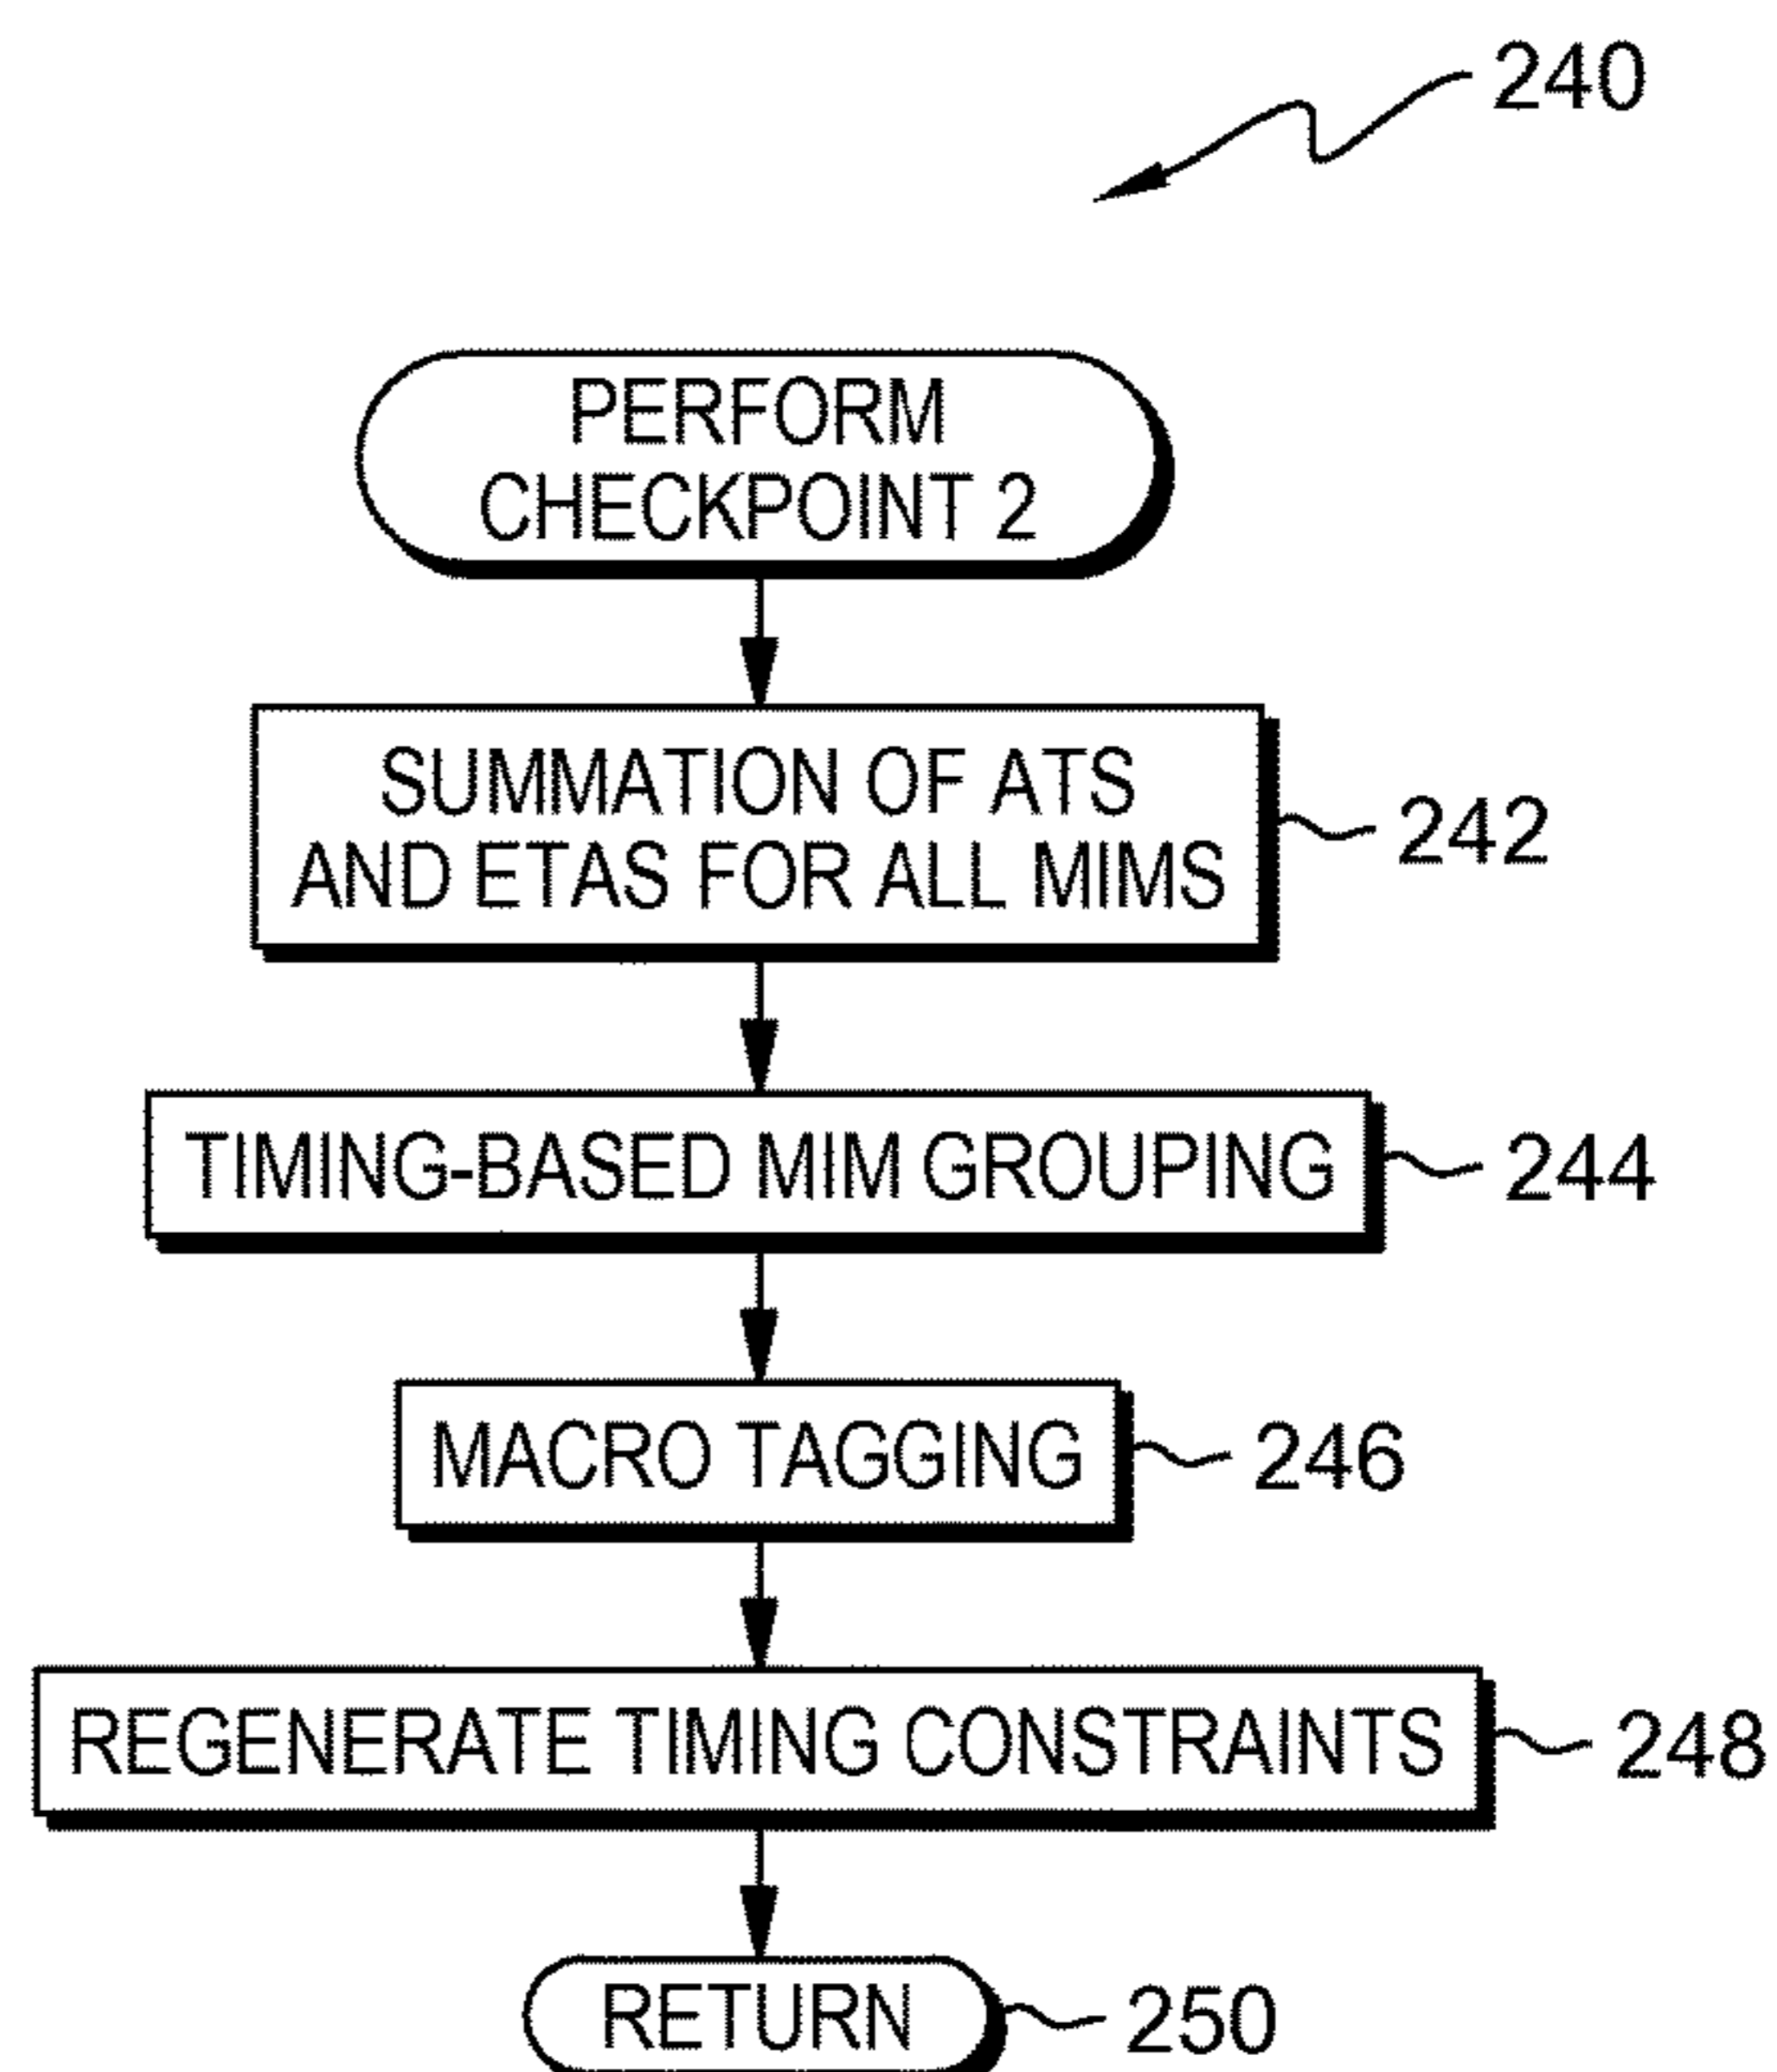 240
PERFORM
CHECKPOINT 2
SUMMATION OF ATS
AND ETAS FOR ALL MIMS
242
TIMING-BASED MIM GROUPING
244
MACRO TAGGING
246
REGENERATE TIMING CONSTRAINTS
248
RETURN
250